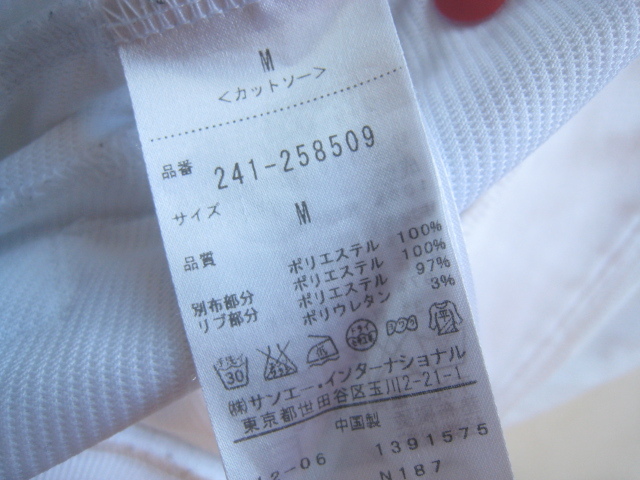 M
<カットソー>
品番 241-258509
サイズ M
品質 ポリエステル 100%
別布部分 ポリエステル 100%
リブ部分 ポリエステル 97%
ポリウレタン 3%
30 平
㈱サンエー・インターナショナル
東京都世田谷区玉川2-21-1
中国製
12-06 1391575
N187